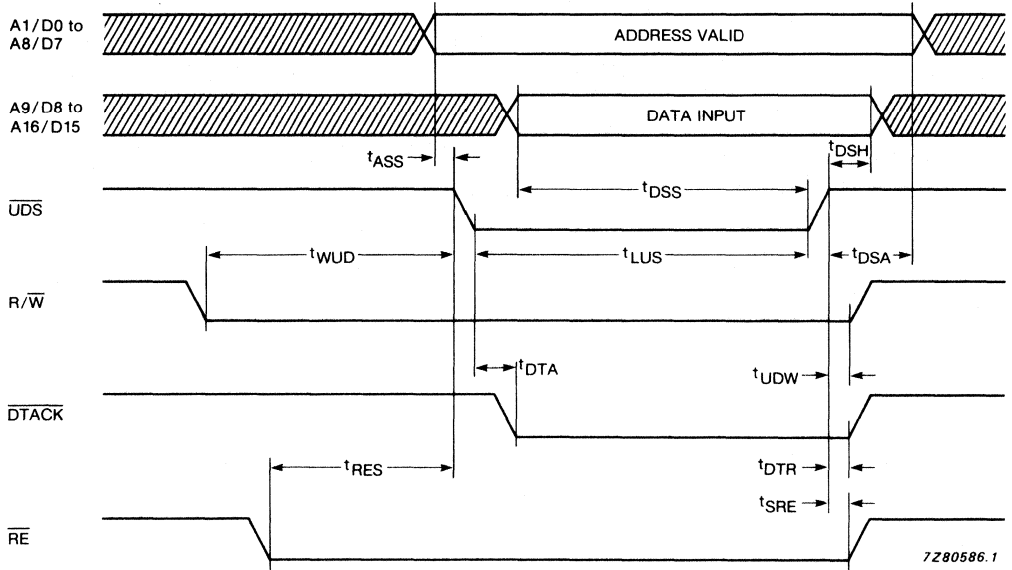 A1/D0 to
A8/D7
ADDRESS VALID
A9/D8 to
A16/D15
DATA INPUT
tASS
tDSH
tDSS
UDS
tWUD
tLUS
tDSA
R/W
tDTA
tUDW
DTACK
tRES
tDTR
tSRE
RE
7Z80586.1